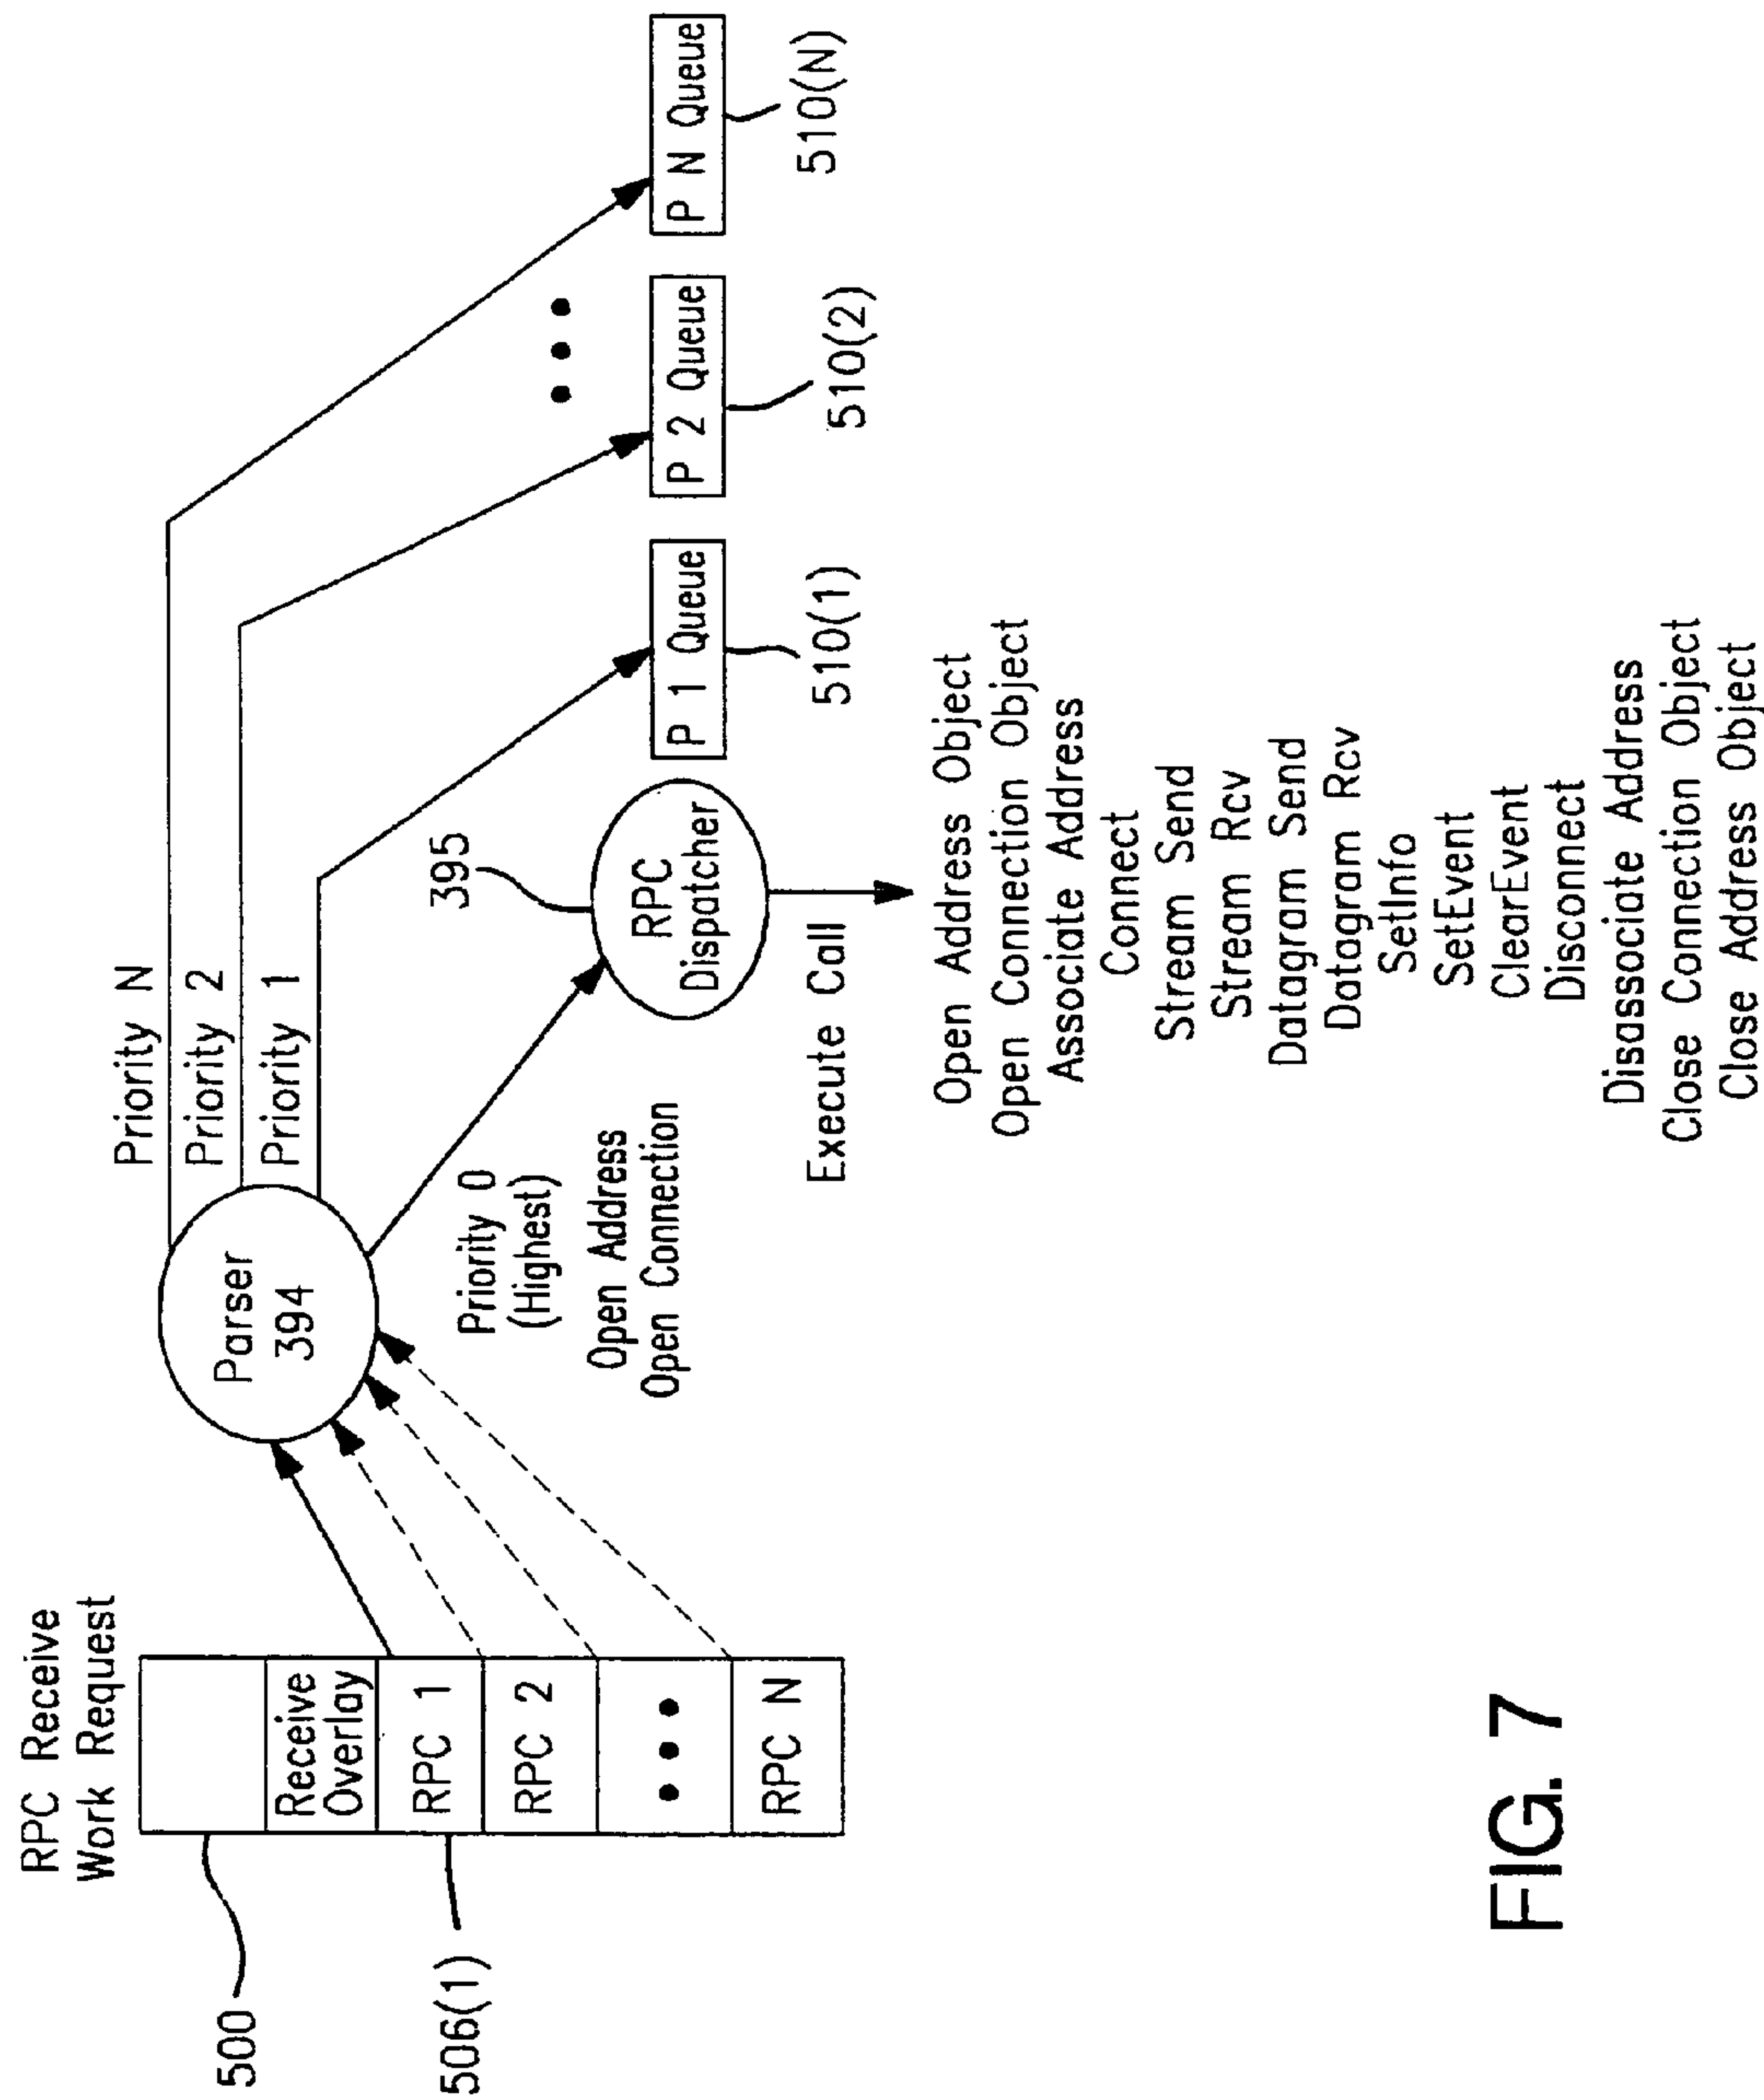 RPC Receive
Work Request
500
Receive
Overlay
506(1)
RPC 1
RPC 2
RPC N
Parser
394
Priority N
Priority 2
Priority 1
Priority 0
(Highest)
Open Address
Open Connection
395
RPC
Dispatcher
P 1 Queue
510(1)
P 2 Queue
510(2)
P N Queue
510(N)
Execute Call
Open Address Object
Open Connection Object
Associate Address
Connect
Stream Send
Stream Rcv
Datagram Send
Datagram Rcv
SetInfo
SetEvent
ClearEvent
Disconnect
Disassociate Address
Close Connection Object
Close Address Object
FIG. 7